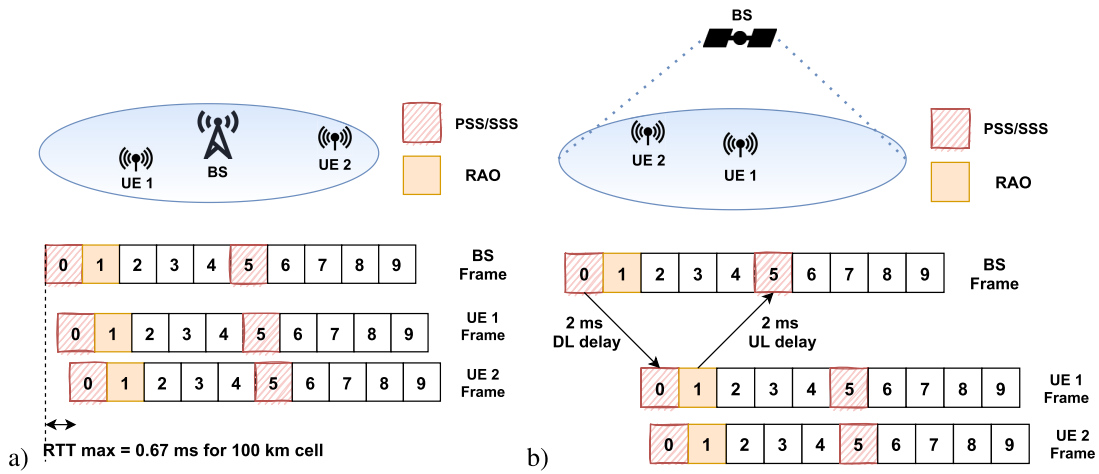 BS
UE 1
UE 2
PSS/SSS
RAO
0 1 2 3 4 5 6 7 8 9
BS
Frame
0 1 2 3 4 5 6 7 8 9
UE 1
Frame
0 1 2 3 4 5 6 7 8 9
UE 2
Frame
RTT max = 0.67 ms for 100 km cell
a)
BS
UE 2
UE 1
PSS/SSS
RAO
0 1 2 3 4 5 6 7 8 9
BS
Frame
2 ms
DL delay
2 ms
UL delay
0 1 2 3 4 5 6 7 8 9
UE 1
Frame
0 1 2 3 4 5 6 7 8 9
UE 2
Frame
b)